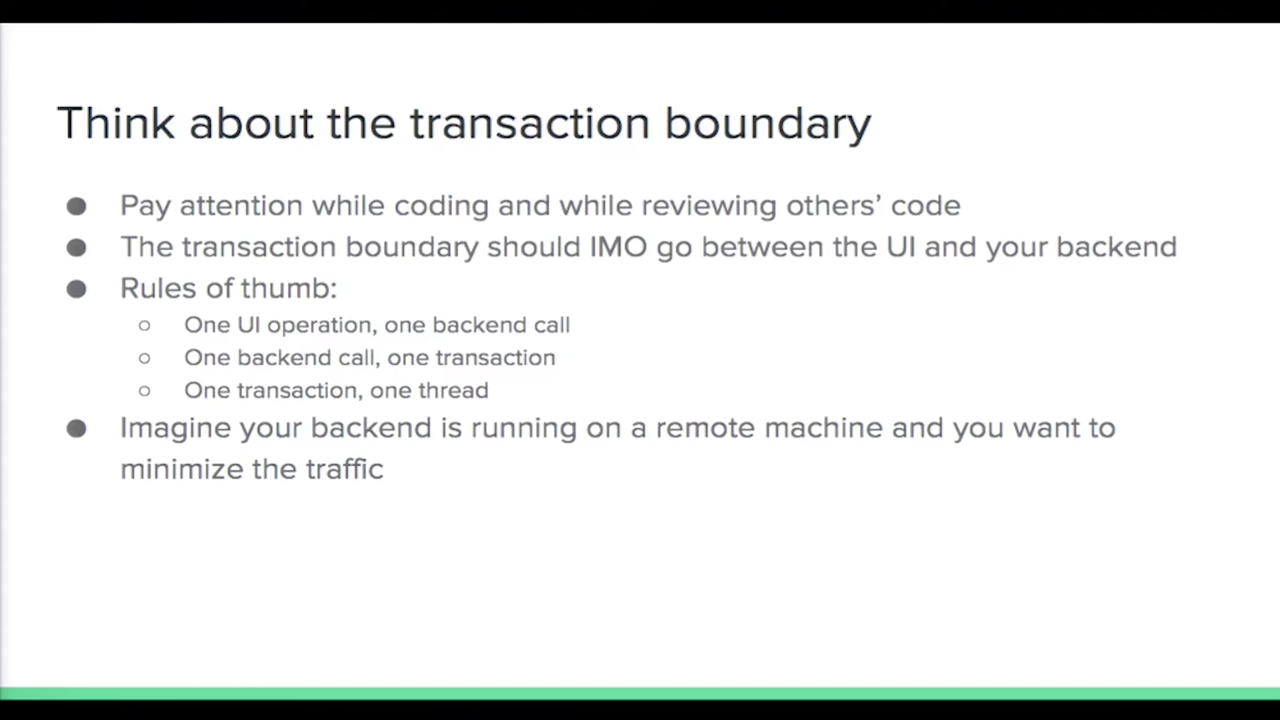 Think about the transaction boundary
● Pay attention while coding and while reviewing others’ code
● The transaction boundary should IMO go between the UI and your backend
● Rules of thumb:
○ One UI operation, one backend call
○ One backend call, one transaction
○ One transaction, one thread
● Imagine your backend is running on a remote machine and you want to
minimize the traffic